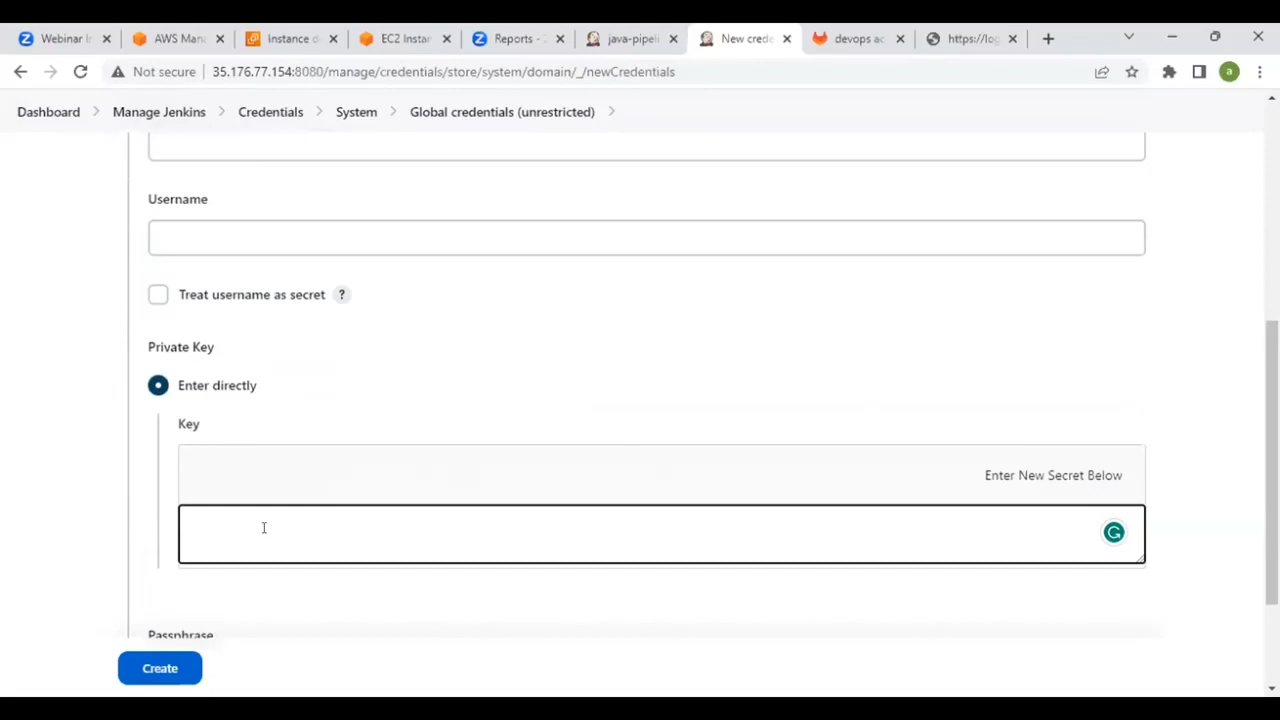 Webinar In
AWS Mana
Instance d
EC2 Instan
Reports - Z
java-pipeli
New crede
devops ac
https://log
Not secure
35.176.77.154:8080/manage/credentials/store/system/domain/_/newCredentials
a
Dashboard
Manage Jenkins
Credentials
System
Global credentials (unrestricted)
Username
Treat username as secret ?
Private Key
Enter directly
Key
Enter New Secret Below
Passphrase
Create